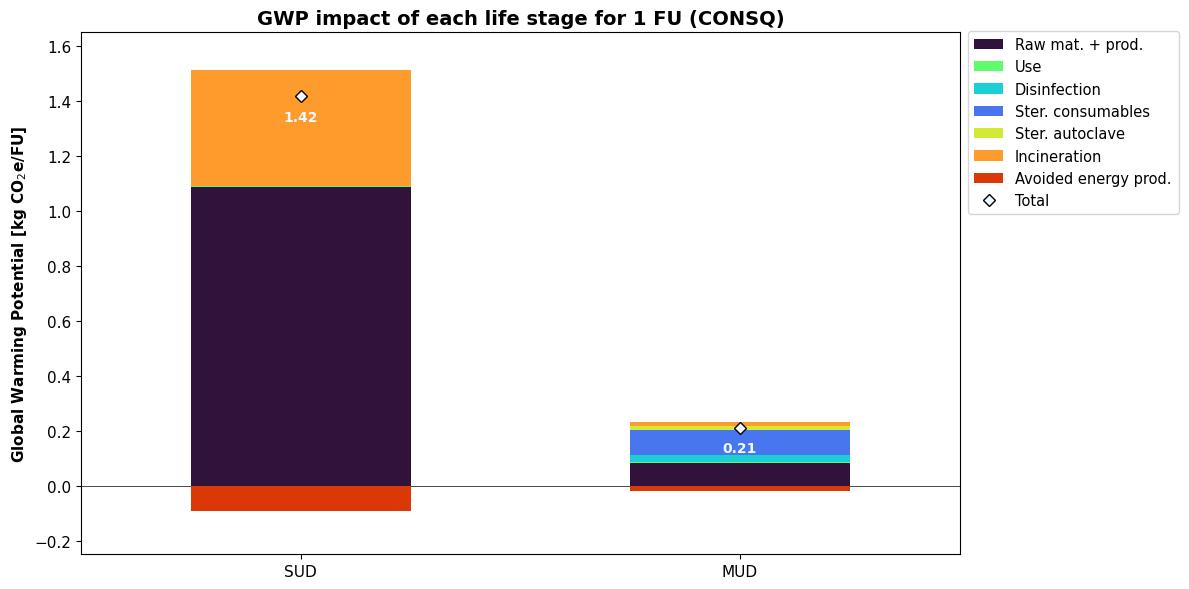 GWP impact of each life stage for 1 FU (CONSQ)
Global Warming Potential [kg CO₂e/FU]
1.6
1.4
1.2
1.0
0.8
0.6
0.4
0.2
0.0
−0.2
1.42
0.21
SUD
MUD
Raw mat. + prod.
Use
Disinfection
Ster. consumables
Ster. autoclave
Incineration
Avoided energy prod.
Total